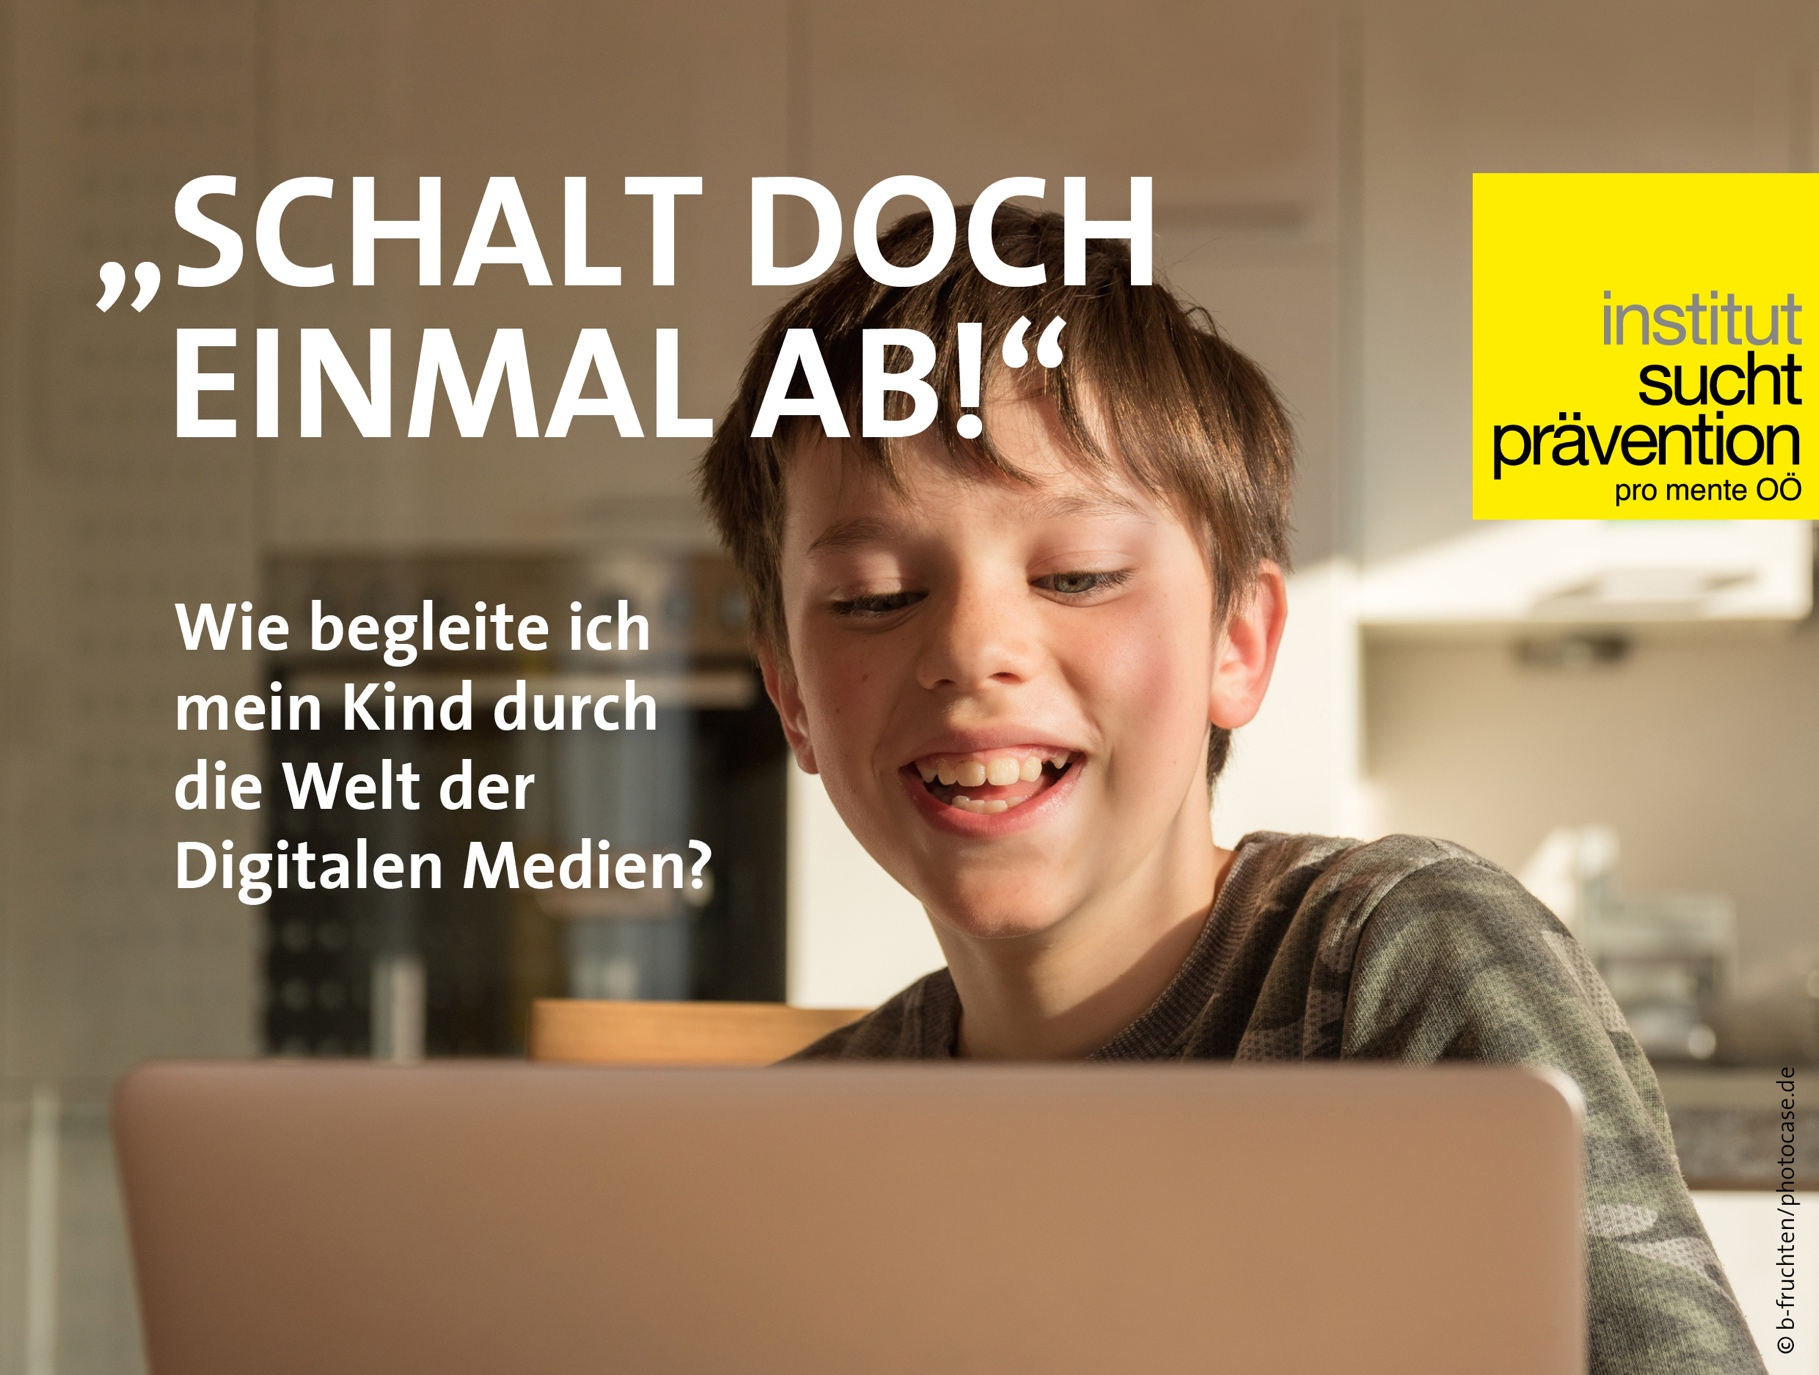 „SCHALT DOCH
EINMAL AB!“
Wie begleite ich
mein Kind durch
die Welt der
Digitalen Medien?
institut
sucht
prävention
pro mente OÖ
© b-fruchten/photocase.de